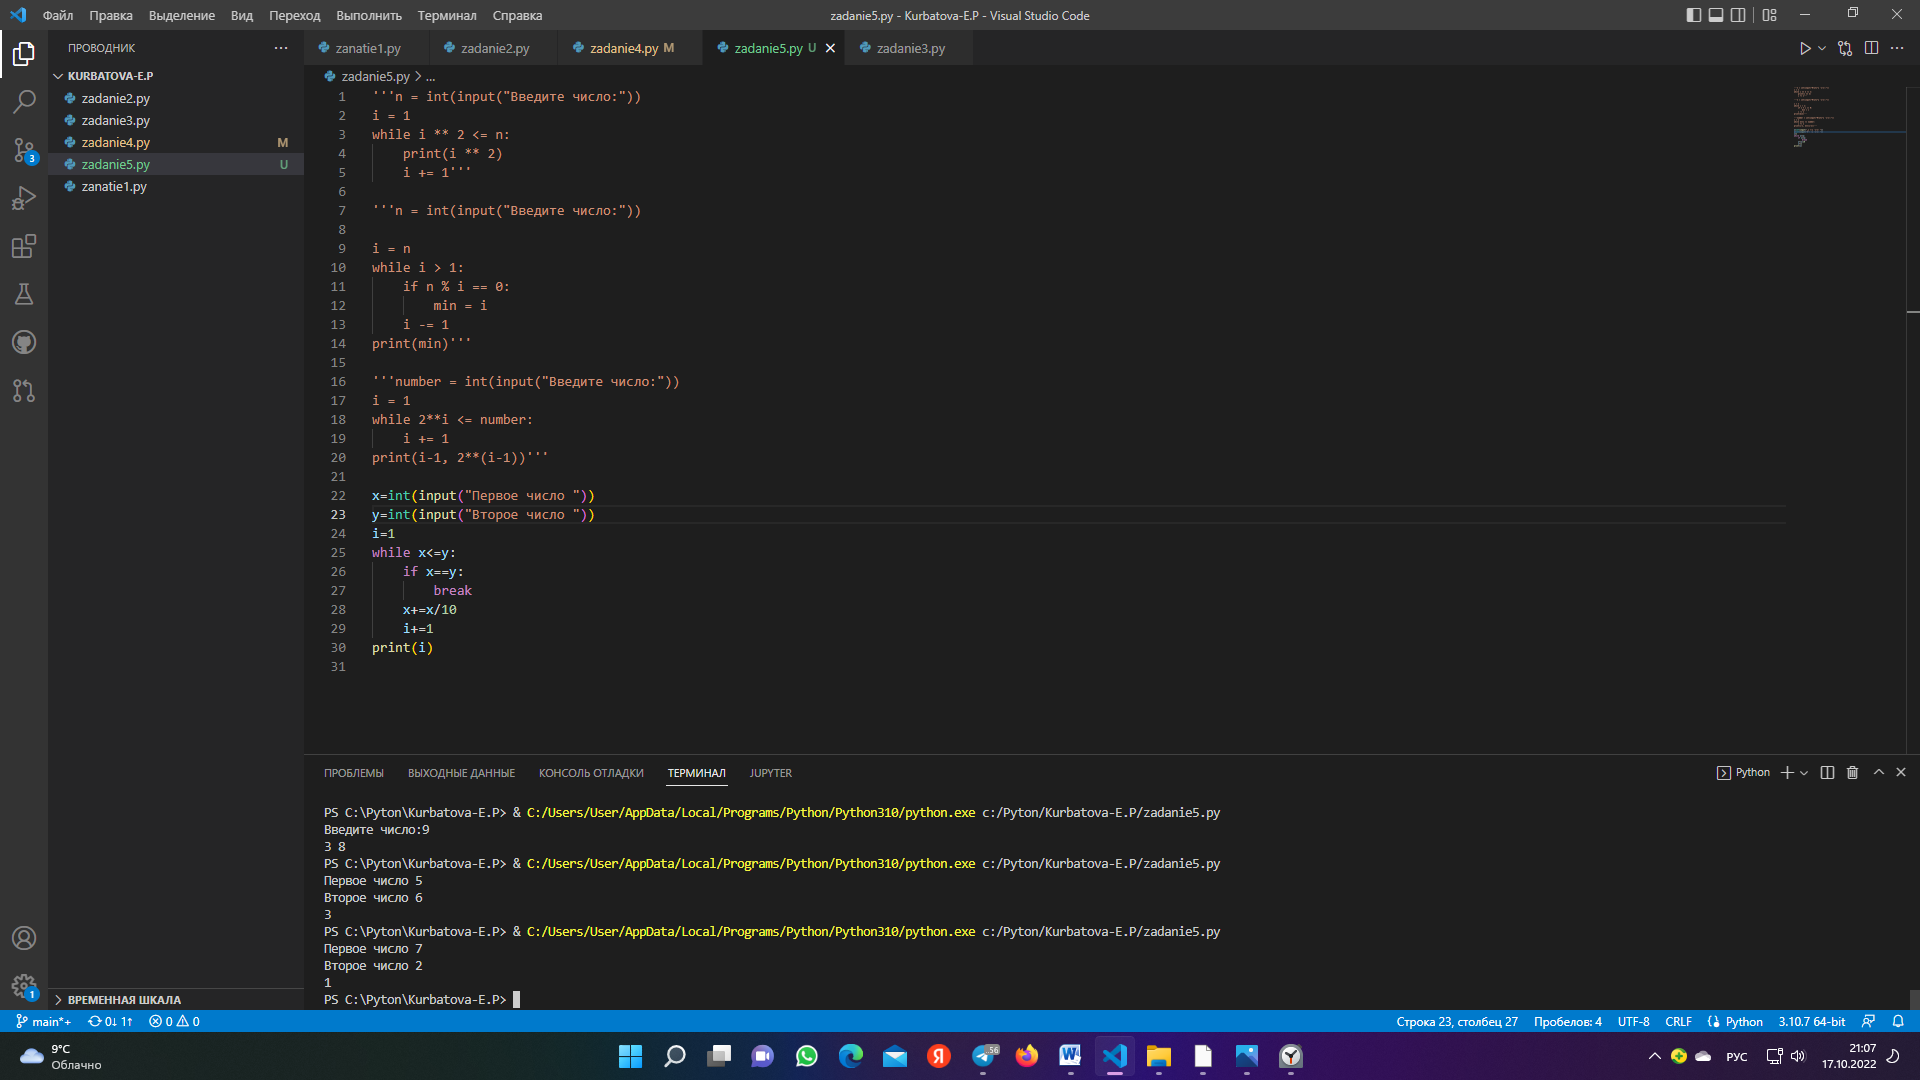 Файл Правка Выделение Вид Переход Выполнить Терминал Справка
zadanie5.py - Kurbatova-E.P - Visual Studio Code
ПРОВОДНИК
KURBATOVA-E.P
zadanie2.py
zadanie3.py
zadanie4.py M
zadanie5.py U
zanatie1.py
ВРЕМЕННАЯ ШКАЛА
3
1
zanatie1.py zadanie2.py zadanie4.py M zadanie5.py U zadanie3.py
zadanie5.py > ...
1 '''n = int(input("Введите число:"))
2 i = 1
3 while i ** 2 <= n:
4     print(i ** 2)
5     i += 1'''
6
7 '''n = int(input("Введите число:"))
8
9 i = n
10 while i > 1:
11     if n % i == 0:
12         min = i
13     i -= 1
14 print(min)'''
15
16 '''number = int(input("Введите число:"))
17 i = 1
18 while 2**i <= number:
19     i += 1
20 print(i-1, 2**(i-1))'''
21
22 x=int(input("Первое число "))
23 y=int(input("Второе число "))
24 i=1
25 while x<=y:
26     if x==y:
27         break
28     x+=x/10
29     i+=1
30 print(i)
31
ПРОБЛЕМЫ ВЫХОДНЫЕ ДАННЫЕ КОНСОЛЬ ОТЛАДКИ ТЕРМИНАЛ JUPYTER
Python
PS C:\Pyton\Kurbatova-E.P> & C:/Users/User/AppData/Local/Programs/Python/Python310/python.exe c:/Pyton/Kurbatova-E.P/zadanie5.py
Введите число:9
3 8
PS C:\Pyton\Kurbatova-E.P> & C:/Users/User/AppData/Local/Programs/Python/Python310/python.exe c:/Pyton/Kurbatova-E.P/zadanie5.py
Первое число 5
Второе число 6
3
PS C:\Pyton\Kurbatova-E.P> & C:/Users/User/AppData/Local/Programs/Python/Python310/python.exe c:/Pyton/Kurbatova-E.P/zadanie5.py
Первое число 7
Второе число 2
1
PS C:\Pyton\Kurbatova-E.P>
main*+ 0↓ 1↑ 0 0
Строка 23, столбец 27 Пробелов: 4 UTF-8 CRLF Python 3.10.7 64-bit
9°C
Облачно
56
РУС
21:07
17.10.2022